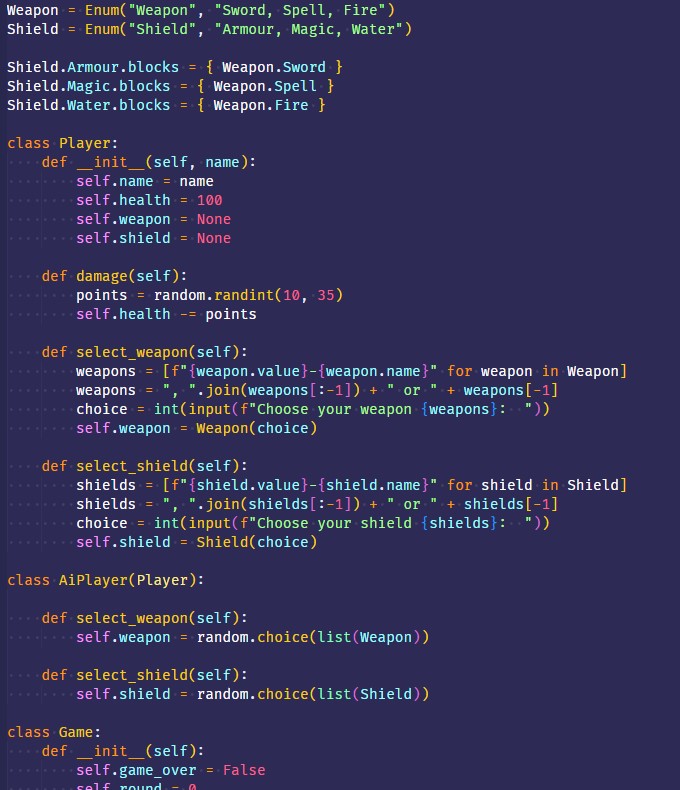 Weapon = Enum("Weapon", "Sword, Spell, Fire")
Shield = Enum("Shield", "Armour, Magic, Water")

Shield.Armour.blocks = { Weapon.Sword }
Shield.Magic.blocks = { Weapon.Spell }
Shield.Water.blocks = { Weapon.Fire }

class Player:
    def __init__(self, name):
        self.name = name
        self.health = 100
        self.weapon = None
        self.shield = None

    def damage(self):
        points = random.randint(10, 35)
        self.health -= points

    def select_weapon(self):
        weapons = [f"{weapon.value}-{weapon.name}" for weapon in Weapon]
        weapons = ", ".join(weapons[:-1]) + " or " + weapons[-1]
        choice = int(input(f"Choose your weapon {weapons}:  "))
        self.weapon = Weapon(choice)

    def select_shield(self):
        shields = [f"{shield.value}-{shield.name}" for shield in Shield]
        shields = ", ".join(shields[:-1]) + " or " + shields[-1]
        choice = int(input(f"Choose your shield {shields}:  "))
        self.shield = Shield(choice)

class AiPlayer(Player):

    def select_weapon(self):
        self.weapon = random.choice(list(Weapon))

    def select_shield(self):
        self.shield = random.choice(list(Shield))

class Game:
    def __init__(self):
        self.game_over = False
        self.round = 0